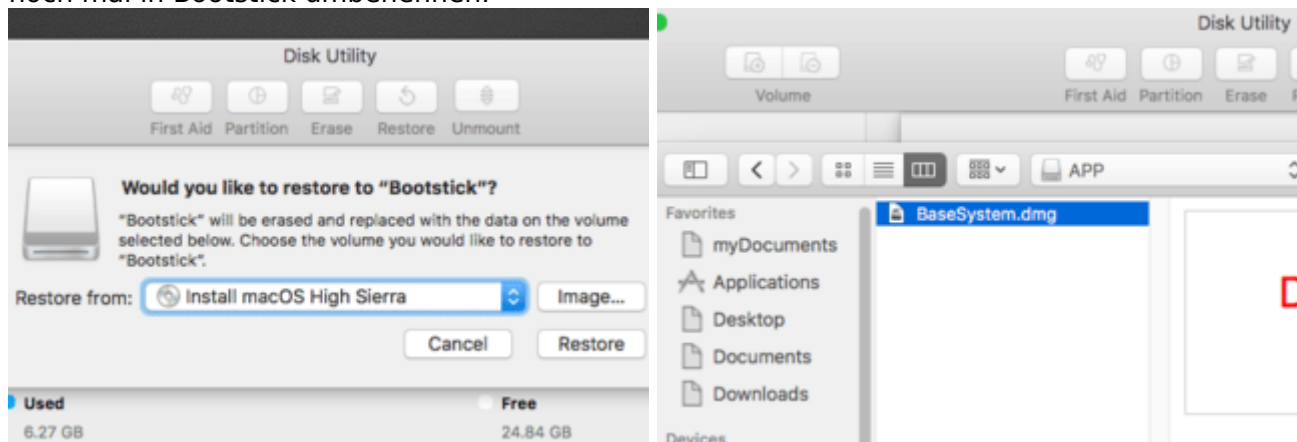 noch mal in Bootstick umbenennen.
Disk Utility
First Aid Partition Erase Restore Unmount
Would you like to restore to “Bootstick”?
“Bootstick” will be erased and replaced with the data on the volume
selected below. Choose the volume you would like to restore to
“Bootstick”.
Restore from: Install macOS High Sierra Image...
Cancel Restore
Used Free
6.27 GB 24.84 GB
Disk Utility
Volume First Aid Partition Erase
APP
Favorites
BaseSystem.dmg
myDocuments
Applications
Desktop
Documents
Downloads
Devices